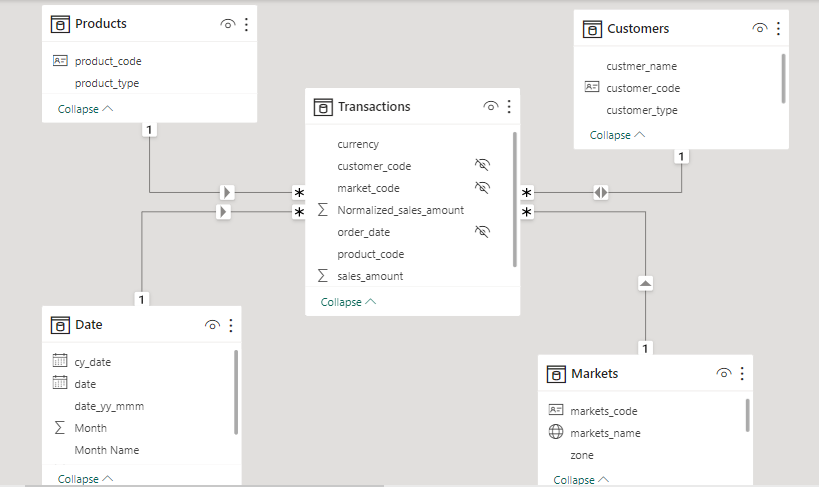 Products
product_code
product_type
Collapse
1
Customers
custmer_name
customer_code
customer_type
Collapse
1
Transactions
currency
customer_code
market_code
Normalized_sales_amount
order_date
product_code
sales_amount
Collapse
*
*
*
*
1
Date
cy_date
date
date_yy_mmm
Month
Month Name
Collapse
1
Markets
markets_code
markets_name
zone
Collapse